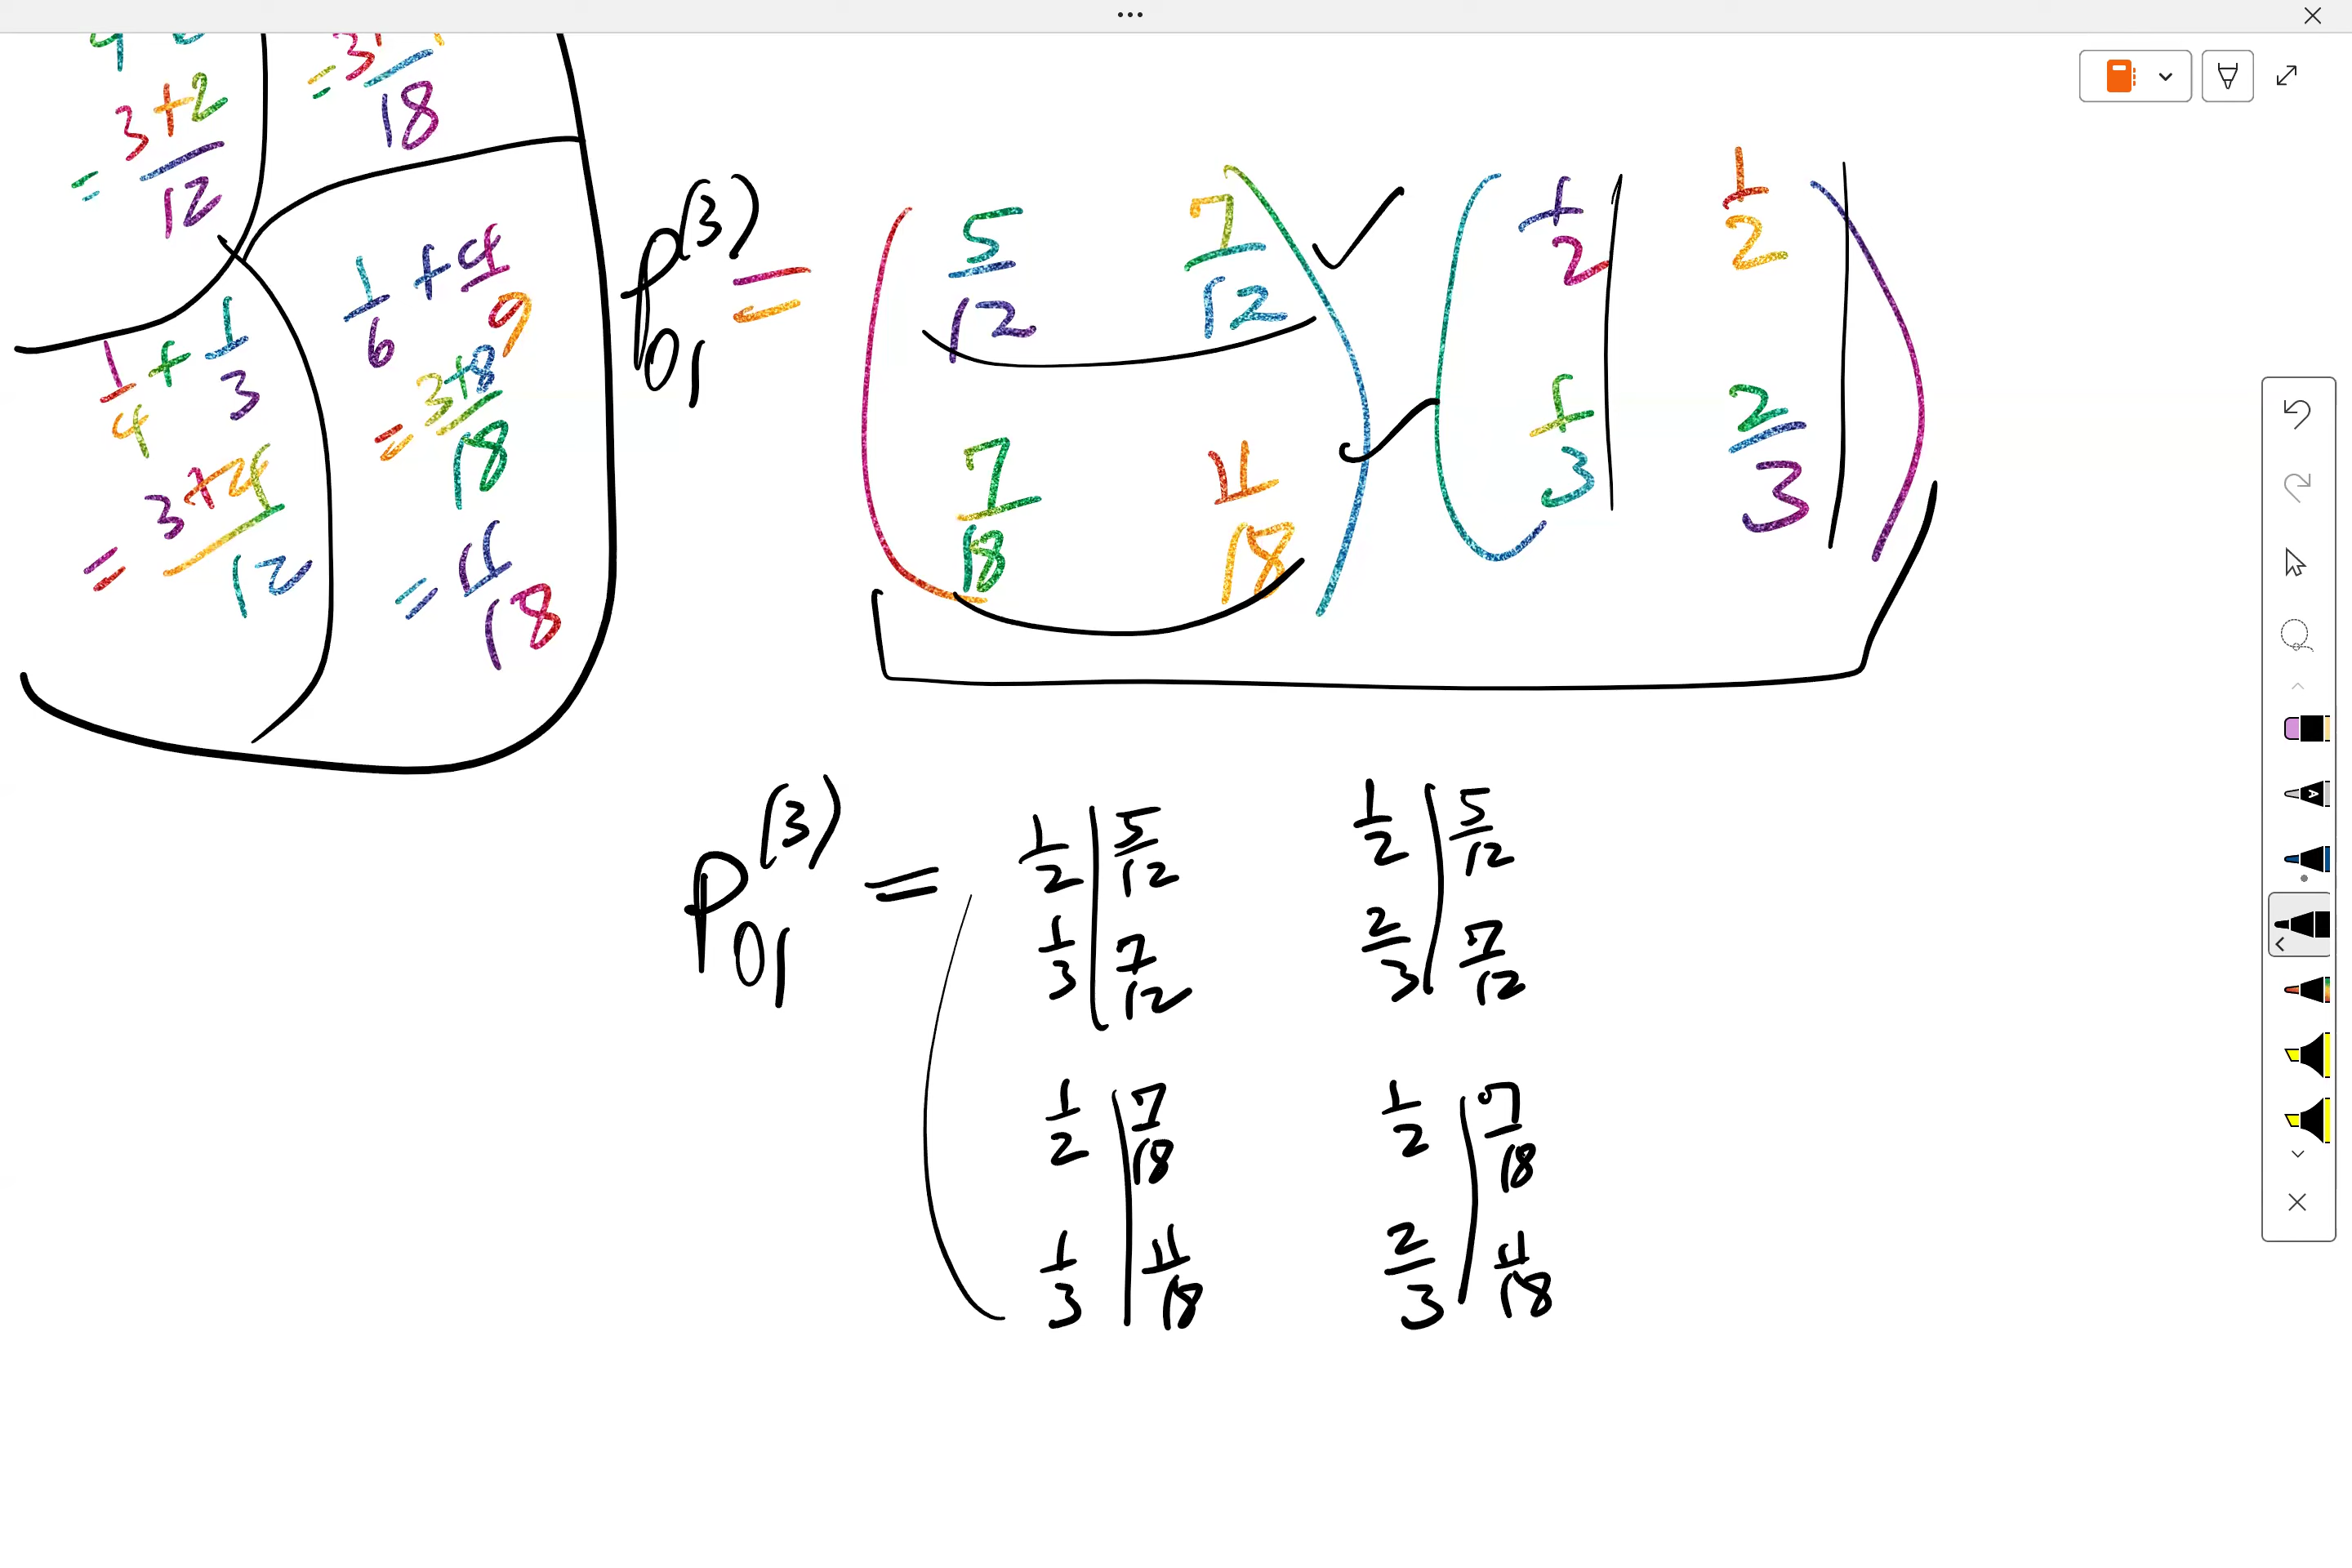 = 3+2/12
= 3+/18
1/4 + 1/3
= 3+4/12
1/6 + 4/9
= 3+8/18
= 11/18
P01^(3) = ( 5/12 7/12 ) ( 1/2 | 1/2 | )
( 7/18 11/18 ) ( 1/3 | 2/3 | )
P01^(3) = ( 1/2 | 5/12 1/2 | 5/12
1/3 | 7/12 2/3 | 7/12
1/2 | 7/18 1/2 | 7/18
1/3 | 11/18 2/3 | 11/18